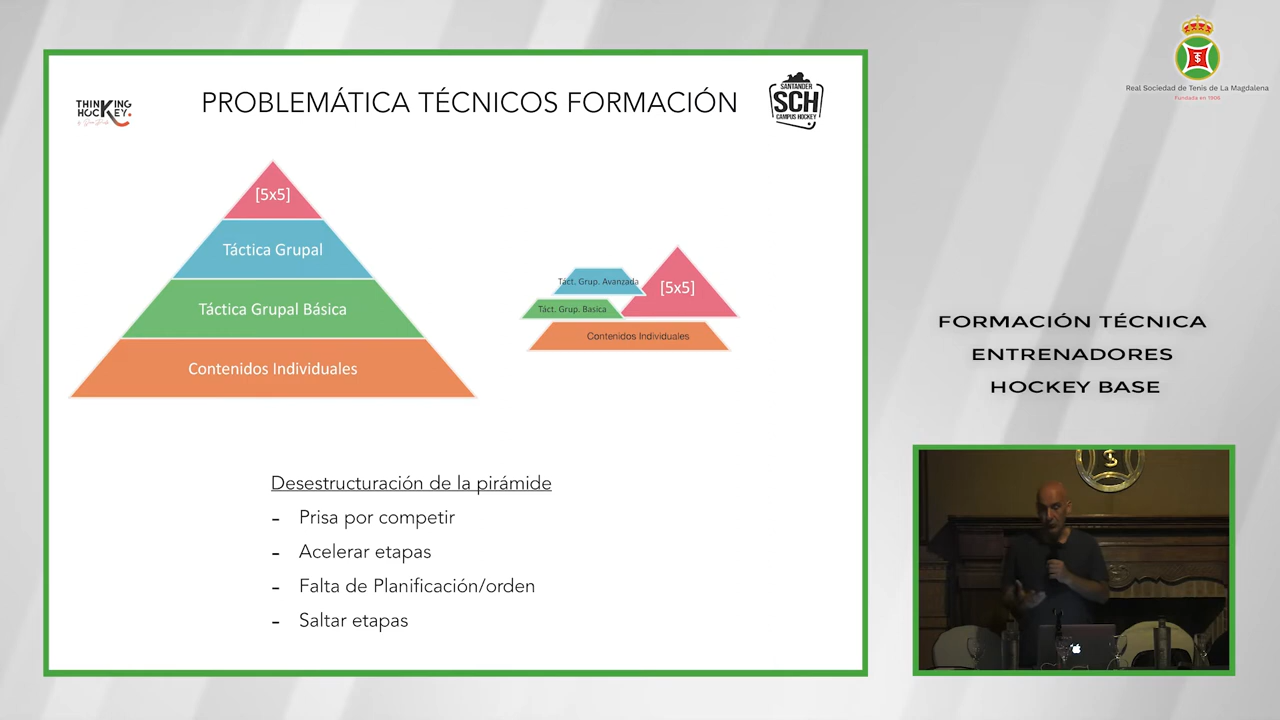 THINKING
HOCKEY.
PROBLEMÁTICA TÉCNICOS FORMACIÓN
SANTANDER
SCH
CAMPUS HOCKEY
[5x5]
Táctica Grupal
Táctica Grupal Básica
Contenidos Individuales
Táct. Grup. Avanzada
[5x5]
Táct. Grup. Basica
Contenidos Individuales
Desestructuración de la pirámide
- Prisa por competir
- Acelerar etapas
- Falta de Planificación/orden
- Saltar etapas
Real Sociedad de Tenis de La Magdalena
Fundada en 1906
FORMACIÓN TÉCNICA
ENTRENADORES
HOCKEY BASE